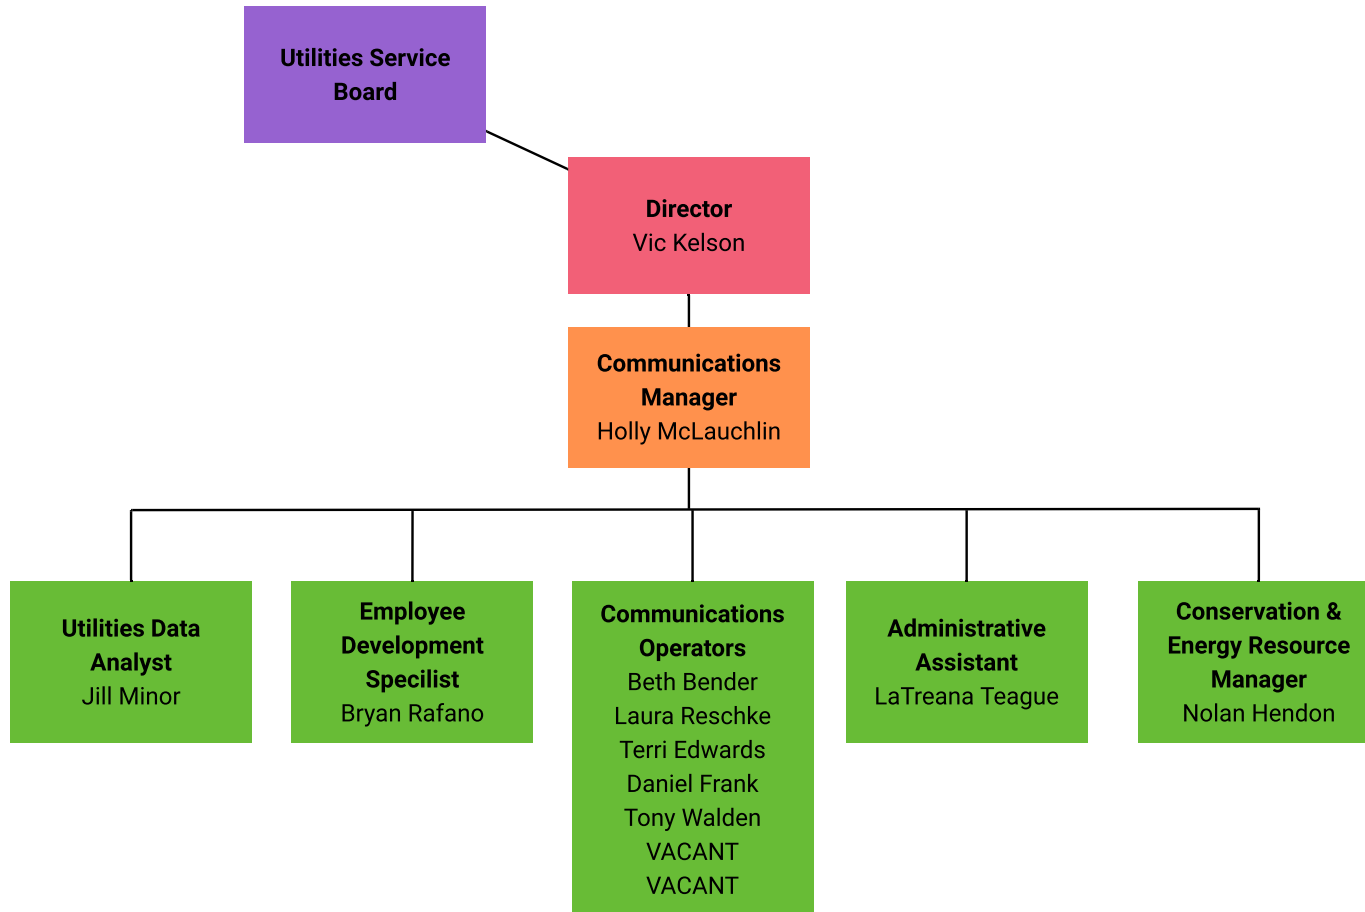 Utilities Service
Board
Director
Vic Kelson
Communications
Manager
Holly McLauchlin
Utilities Data
Analyst
Jill Minor
Employee
Development
Specilist
Bryan Rafano
Communications
Operators
Beth Bender
Laura Reschke
Terri Edwards
Daniel Frank
Tony Walden
VACANT
VACANT
Administrative
Assistant
LaTreana Teague
Conservation &
Energy Resource
Manager
Nolan Hendon